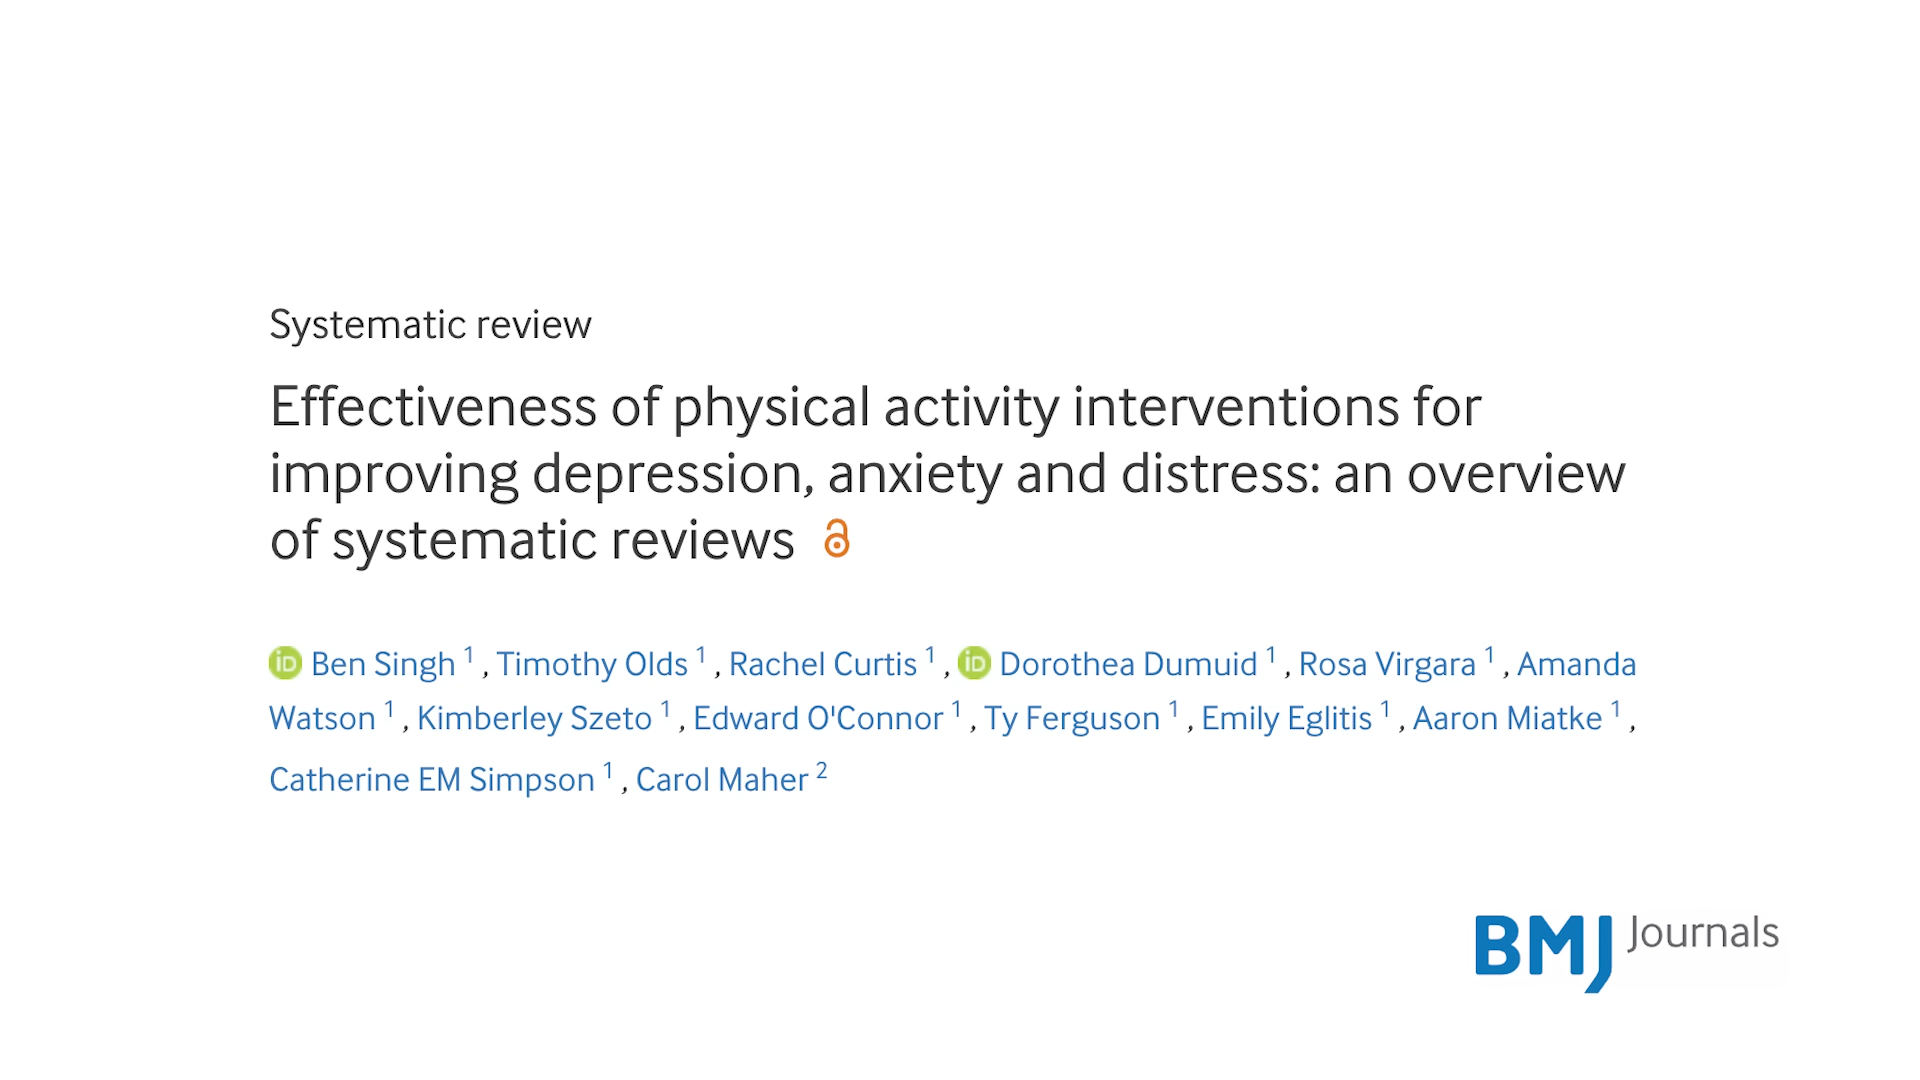 Systematic review
Effectiveness of physical activity interventions for
improving depression, anxiety and distress: an overview
of systematic reviews
iD Ben Singh 1 , Timothy Olds 1 , Rachel Curtis 1 , iD Dorothea Dumuid 1 , Rosa Virgara 1 , Amanda
Watson 1 , Kimberley Szeto 1 , Edward O'Connor 1 , Ty Ferguson 1 , Emily Eglitis 1 , Aaron Miatke 1 ,
Catherine EM Simpson 1 , Carol Maher 2
BMJ Journals